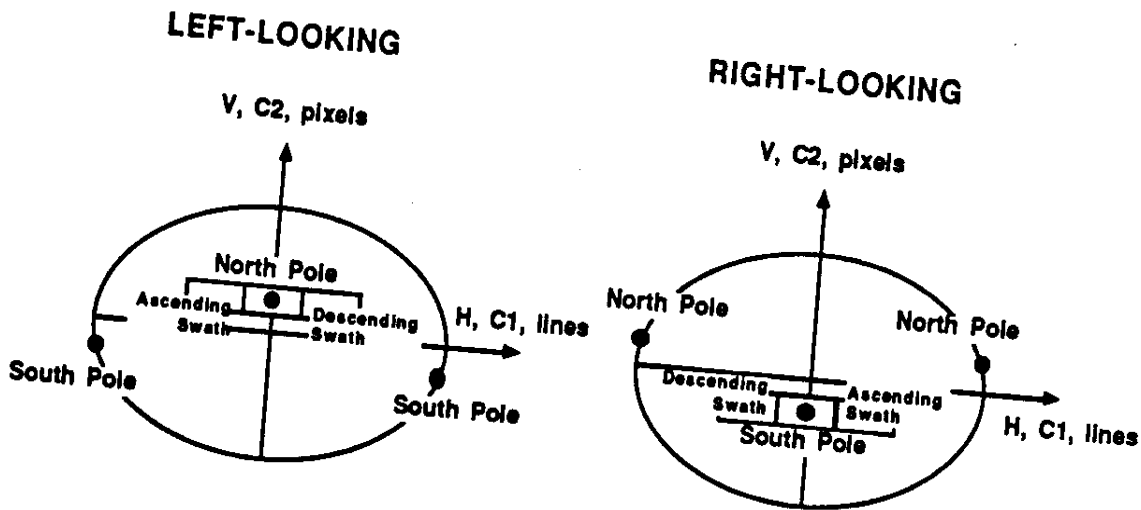 LEFT-LOOKING
V, C2, pixels
North Pole
Ascending
Descending
Swath
Swath
H, C1, lines
South Pole
South Pole
RIGHT-LOOKING
V, C2, pixels
North Pole
North Pole
Descending
Ascending
Swath
Swath
South Pole
H, C1, lines